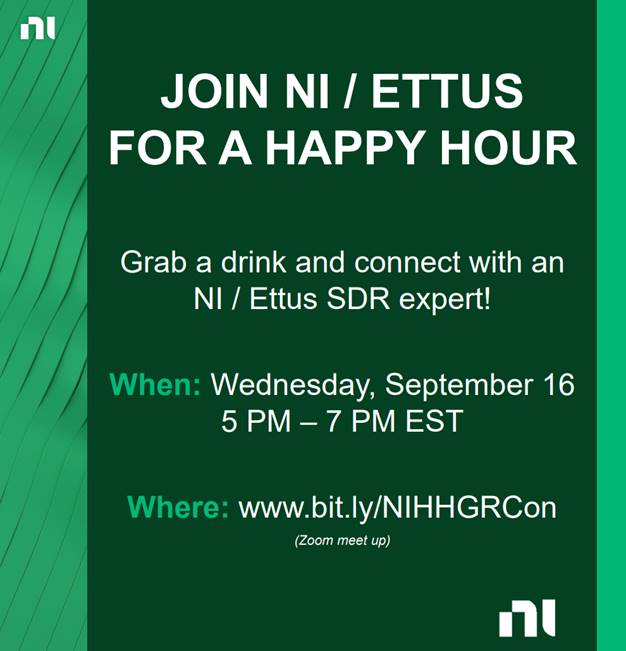 ni
JOIN NI / ETTUS
FOR A HAPPY HOUR
Grab a drink and connect with an
NI / Ettus SDR expert!
When: Wednesday, September 16
5 PM – 7 PM EST
Where: www.bit.ly/NIHHGRCon
(Zoom meet up)
ni